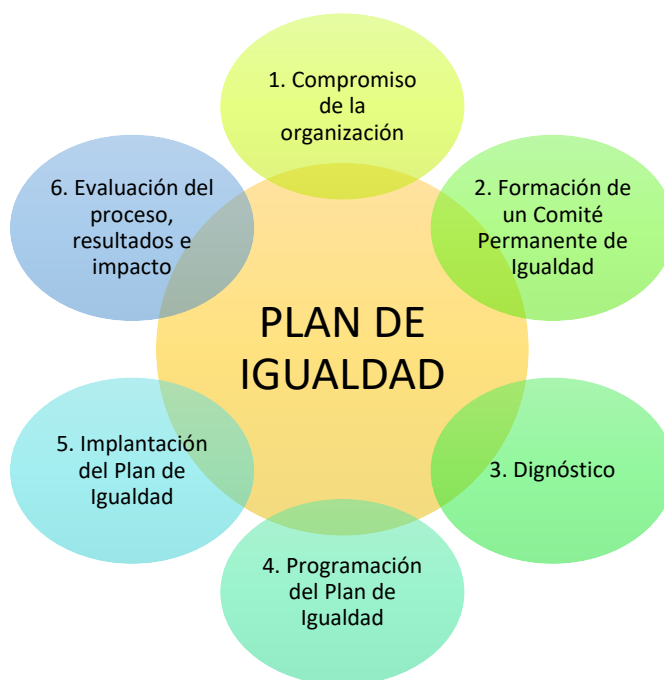 1. Compromiso
de la
organización
2. Formación de
un Comité
Permanente de
Igualdad
3. Dignóstico
4. Programación
del Plan de
Igualdad
5. Implantación
del Plan de
Igualdad
6. Evaluación del
proceso,
resultados e
impacto
PLAN DE
IGUALDAD